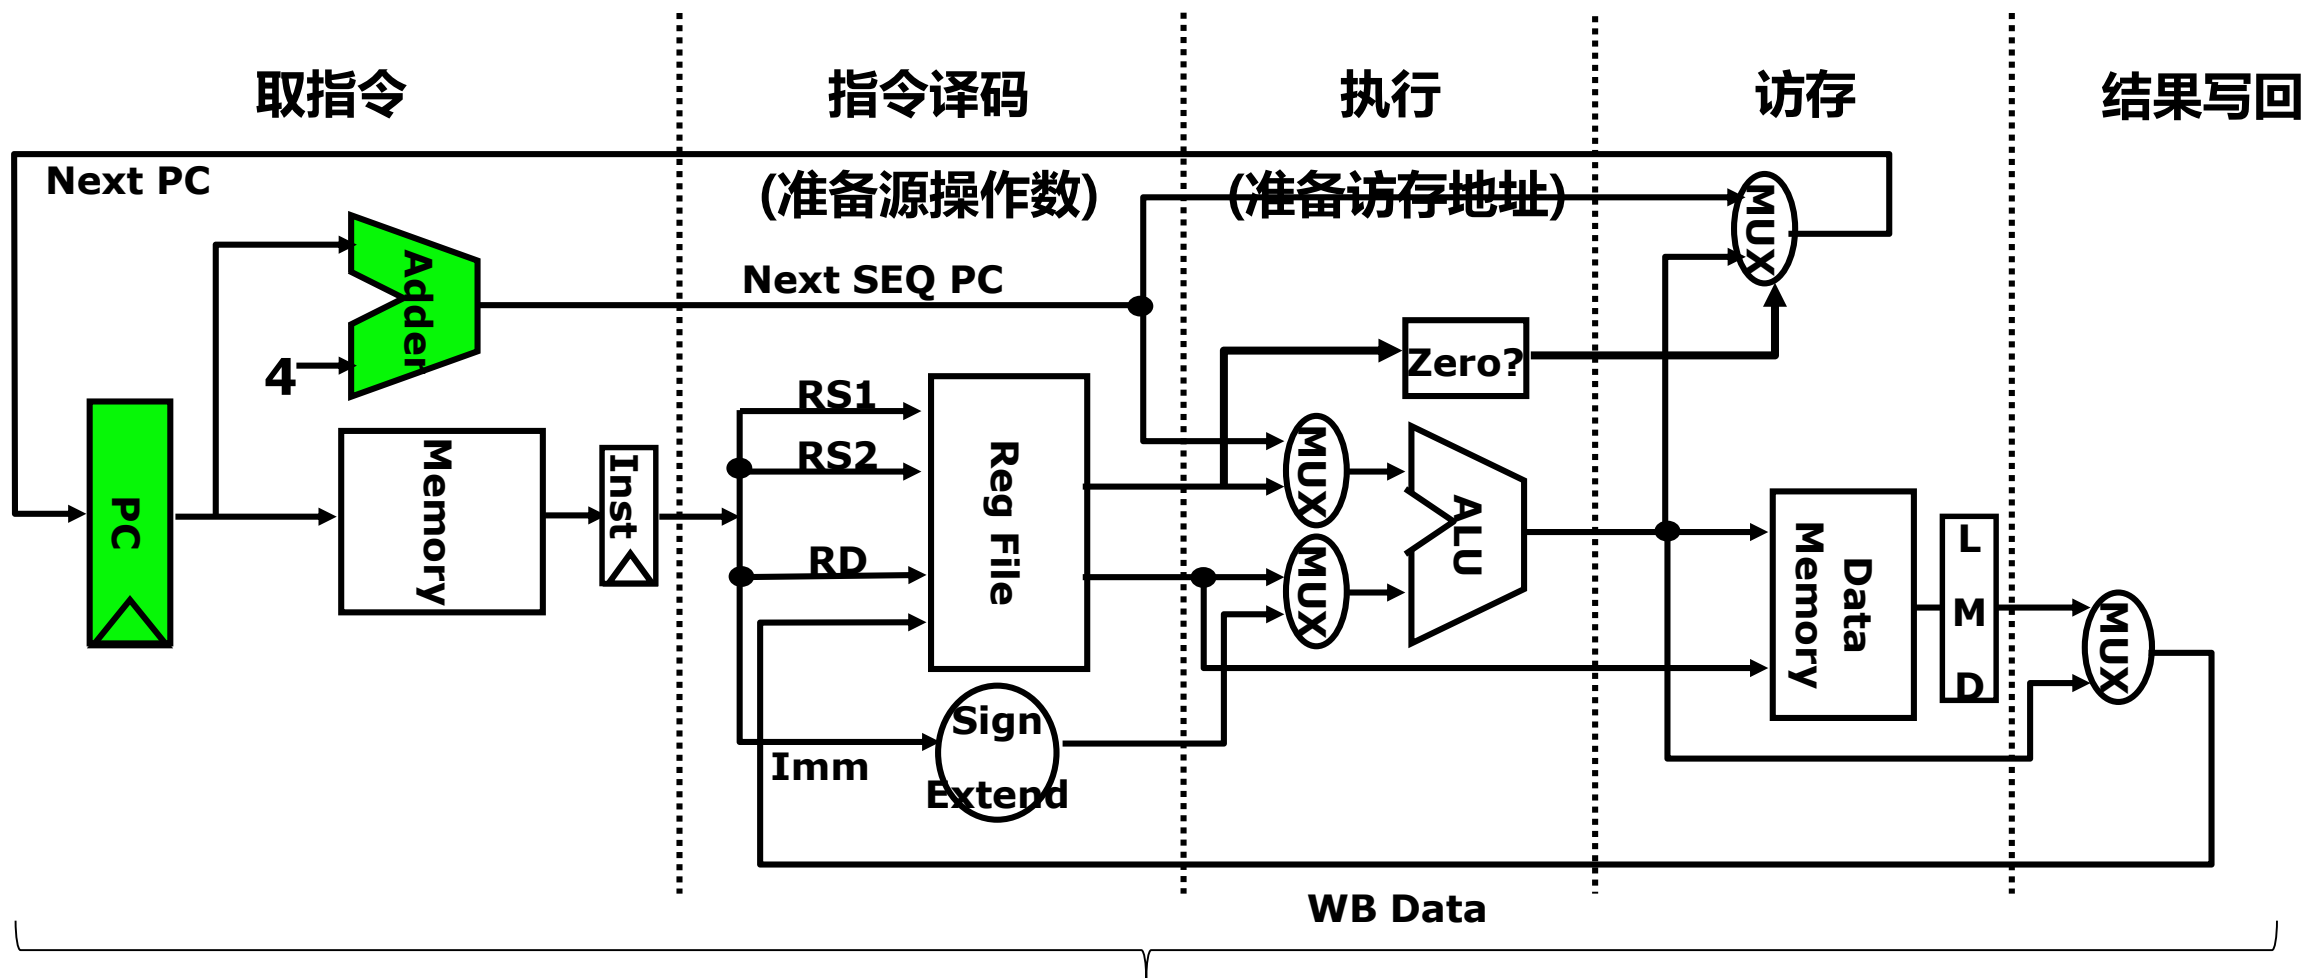 取指令
指令译码
执行
访存
结果写回
Next PC
(准备源操作数)
(准备访存地址)
MUX
Adder
Next SEQ PC
4
Zero?
RS1
RS2
RD
PC
Memory
Inst
Reg File
MUX
MUX
ALU
Data
Memory
L
M
D
MUX
Sign
Extend
Imm
WB Data